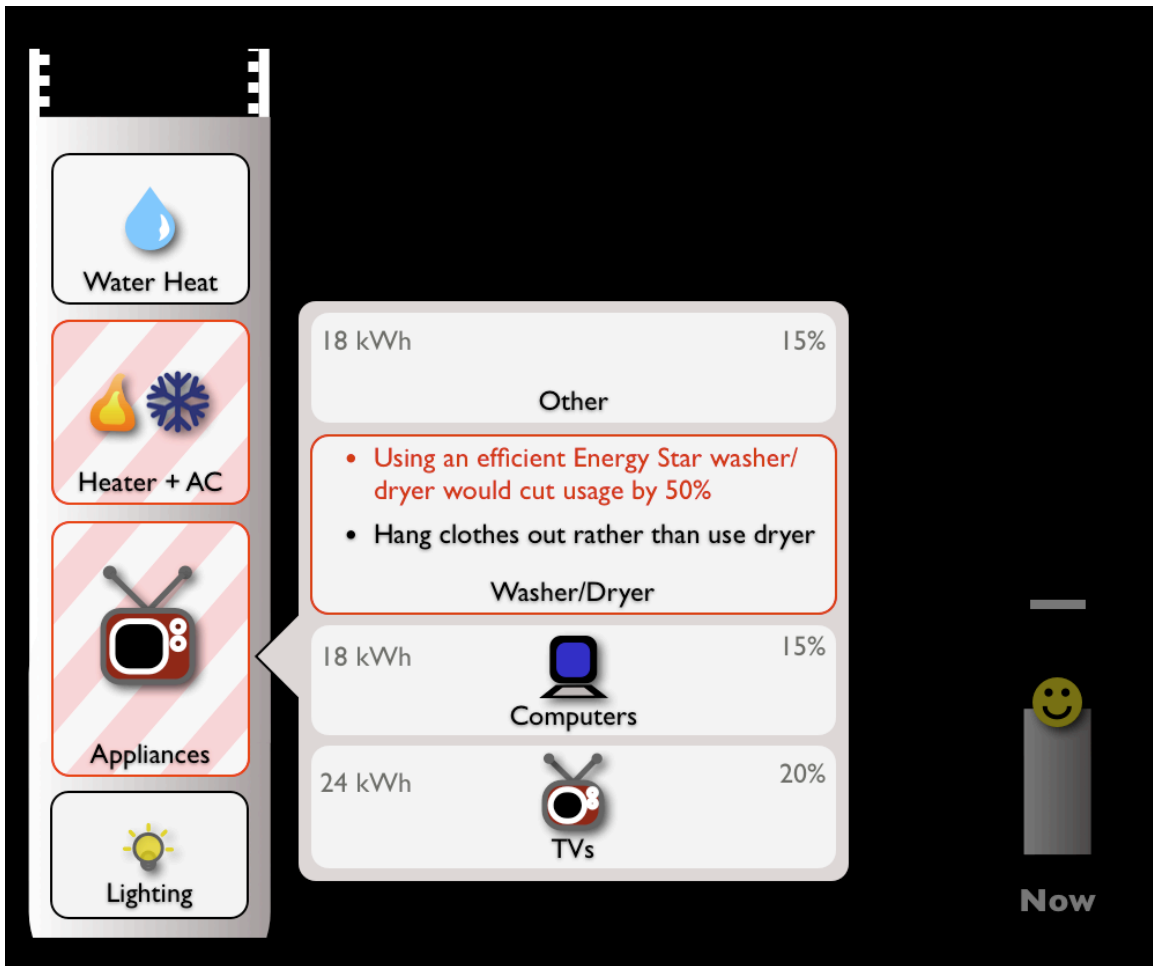 Water Heat
Heater + AC
Appliances
Lighting
18 kWh 15%
Other
• Using an efficient Energy Star washer/
dryer would cut usage by 50%
• Hang clothes out rather than use dryer
Washer/Dryer
18 kWh 15%
Computers
24 kWh 20%
TVs
Now